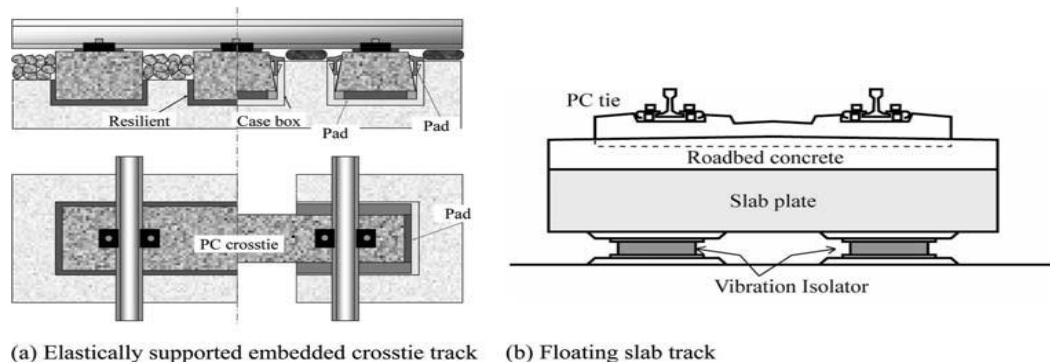 Resilient
Case box
Pad
Pad
Pad
PC crosstie
(a) Elastically supported embedded crosstie track
PC tie
Roadbed concrete
Slab plate
Vibration Isolator
(b) Floating slab track